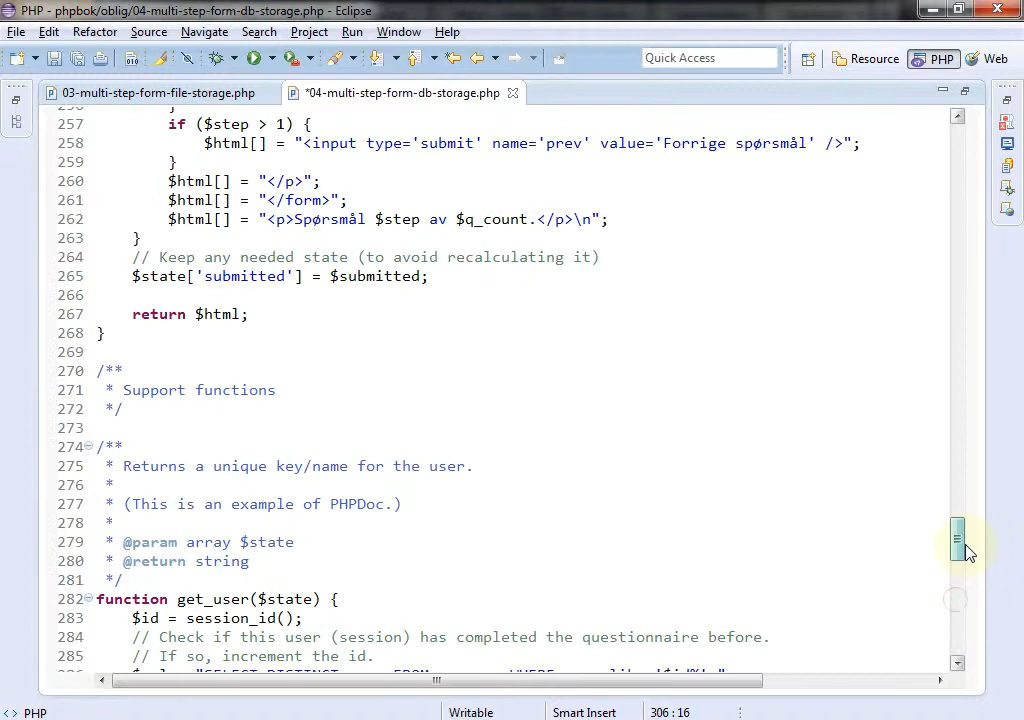 PHP - phpbok/oblig/04-multi-step-form-db-storage.php - Eclipse
File Edit Refactor Source Navigate Search Project Run Window Help
Quick Access
Resource PHP Web
03-multi-step-form-file-storage.php *04-multi-step-form-db-storage.php
256 }
257 if ($step > 1) {
258 $html[] = "<input type='submit' name='prev' value='Forrige spørsmål' />";
259 }
260 $html[] = "</p>";
261 $html[] = "</form>";
262 $html[] = "<p>Spørsmål $step av $q_count.</p>\n";
263 }
264 // Keep any needed state (to avoid recalculating it)
265 $state['submitted'] = $submitted;
266
267 return $html;
268 }
269
270 /**
271 * Support functions
272 */
273
274 /**
275 * Returns a unique key/name for the user.
276 *
277 * (This is an example of PHPDoc.)
278 *
279 * @param array $state
280 * @return string
281 */
282 function get_user($state) {
283 $id = session_id();
284 // Check if this user (session) has completed the questionnaire before.
285 // If so, increment the id.
PHP Writable Smart Insert 306 : 16